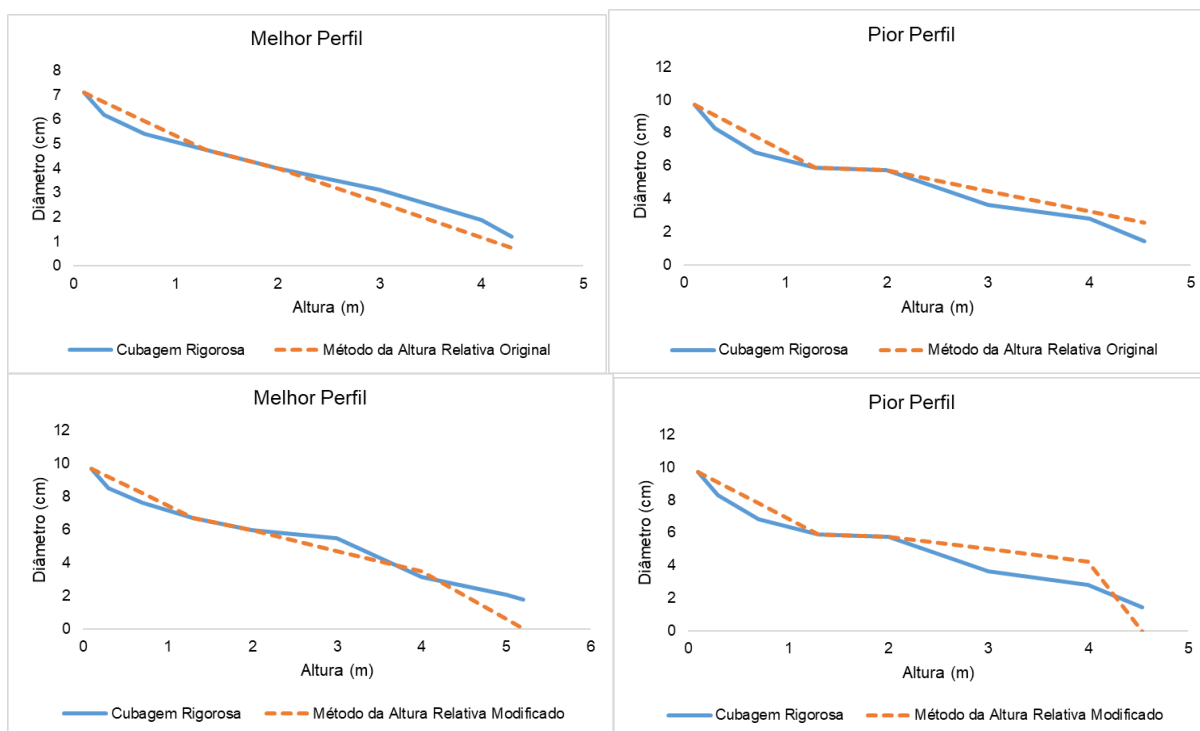 Melhor Perfil
8
7
6
5
4
3
2
1
0
Diâmetro (cm)
0 1 2 3 4 5
Altura (m)
Cubagem Rigorosa Método da Altura Relativa Original
Pior Perfil
12
10
8
6
4
2
0
Diâmetro (cm)
0 1 2 3 4 5
Altura (m)
Cubagem Rigorosa Método da Altura Relativa Original
Melhor Perfil
12
10
8
6
4
2
0
Diâmetro (cm)
0 1 2 3 4 5 6
Altura (m)
Cubagem Rigorosa Método da Altura Relativa Modificado
Pior Perfil
12
10
8
6
4
2
0
Diâmetro (cm)
0 1 2 3 4 5
Altura (m)
Cubagem Rigorosa Método da Altura Relativa Modificado